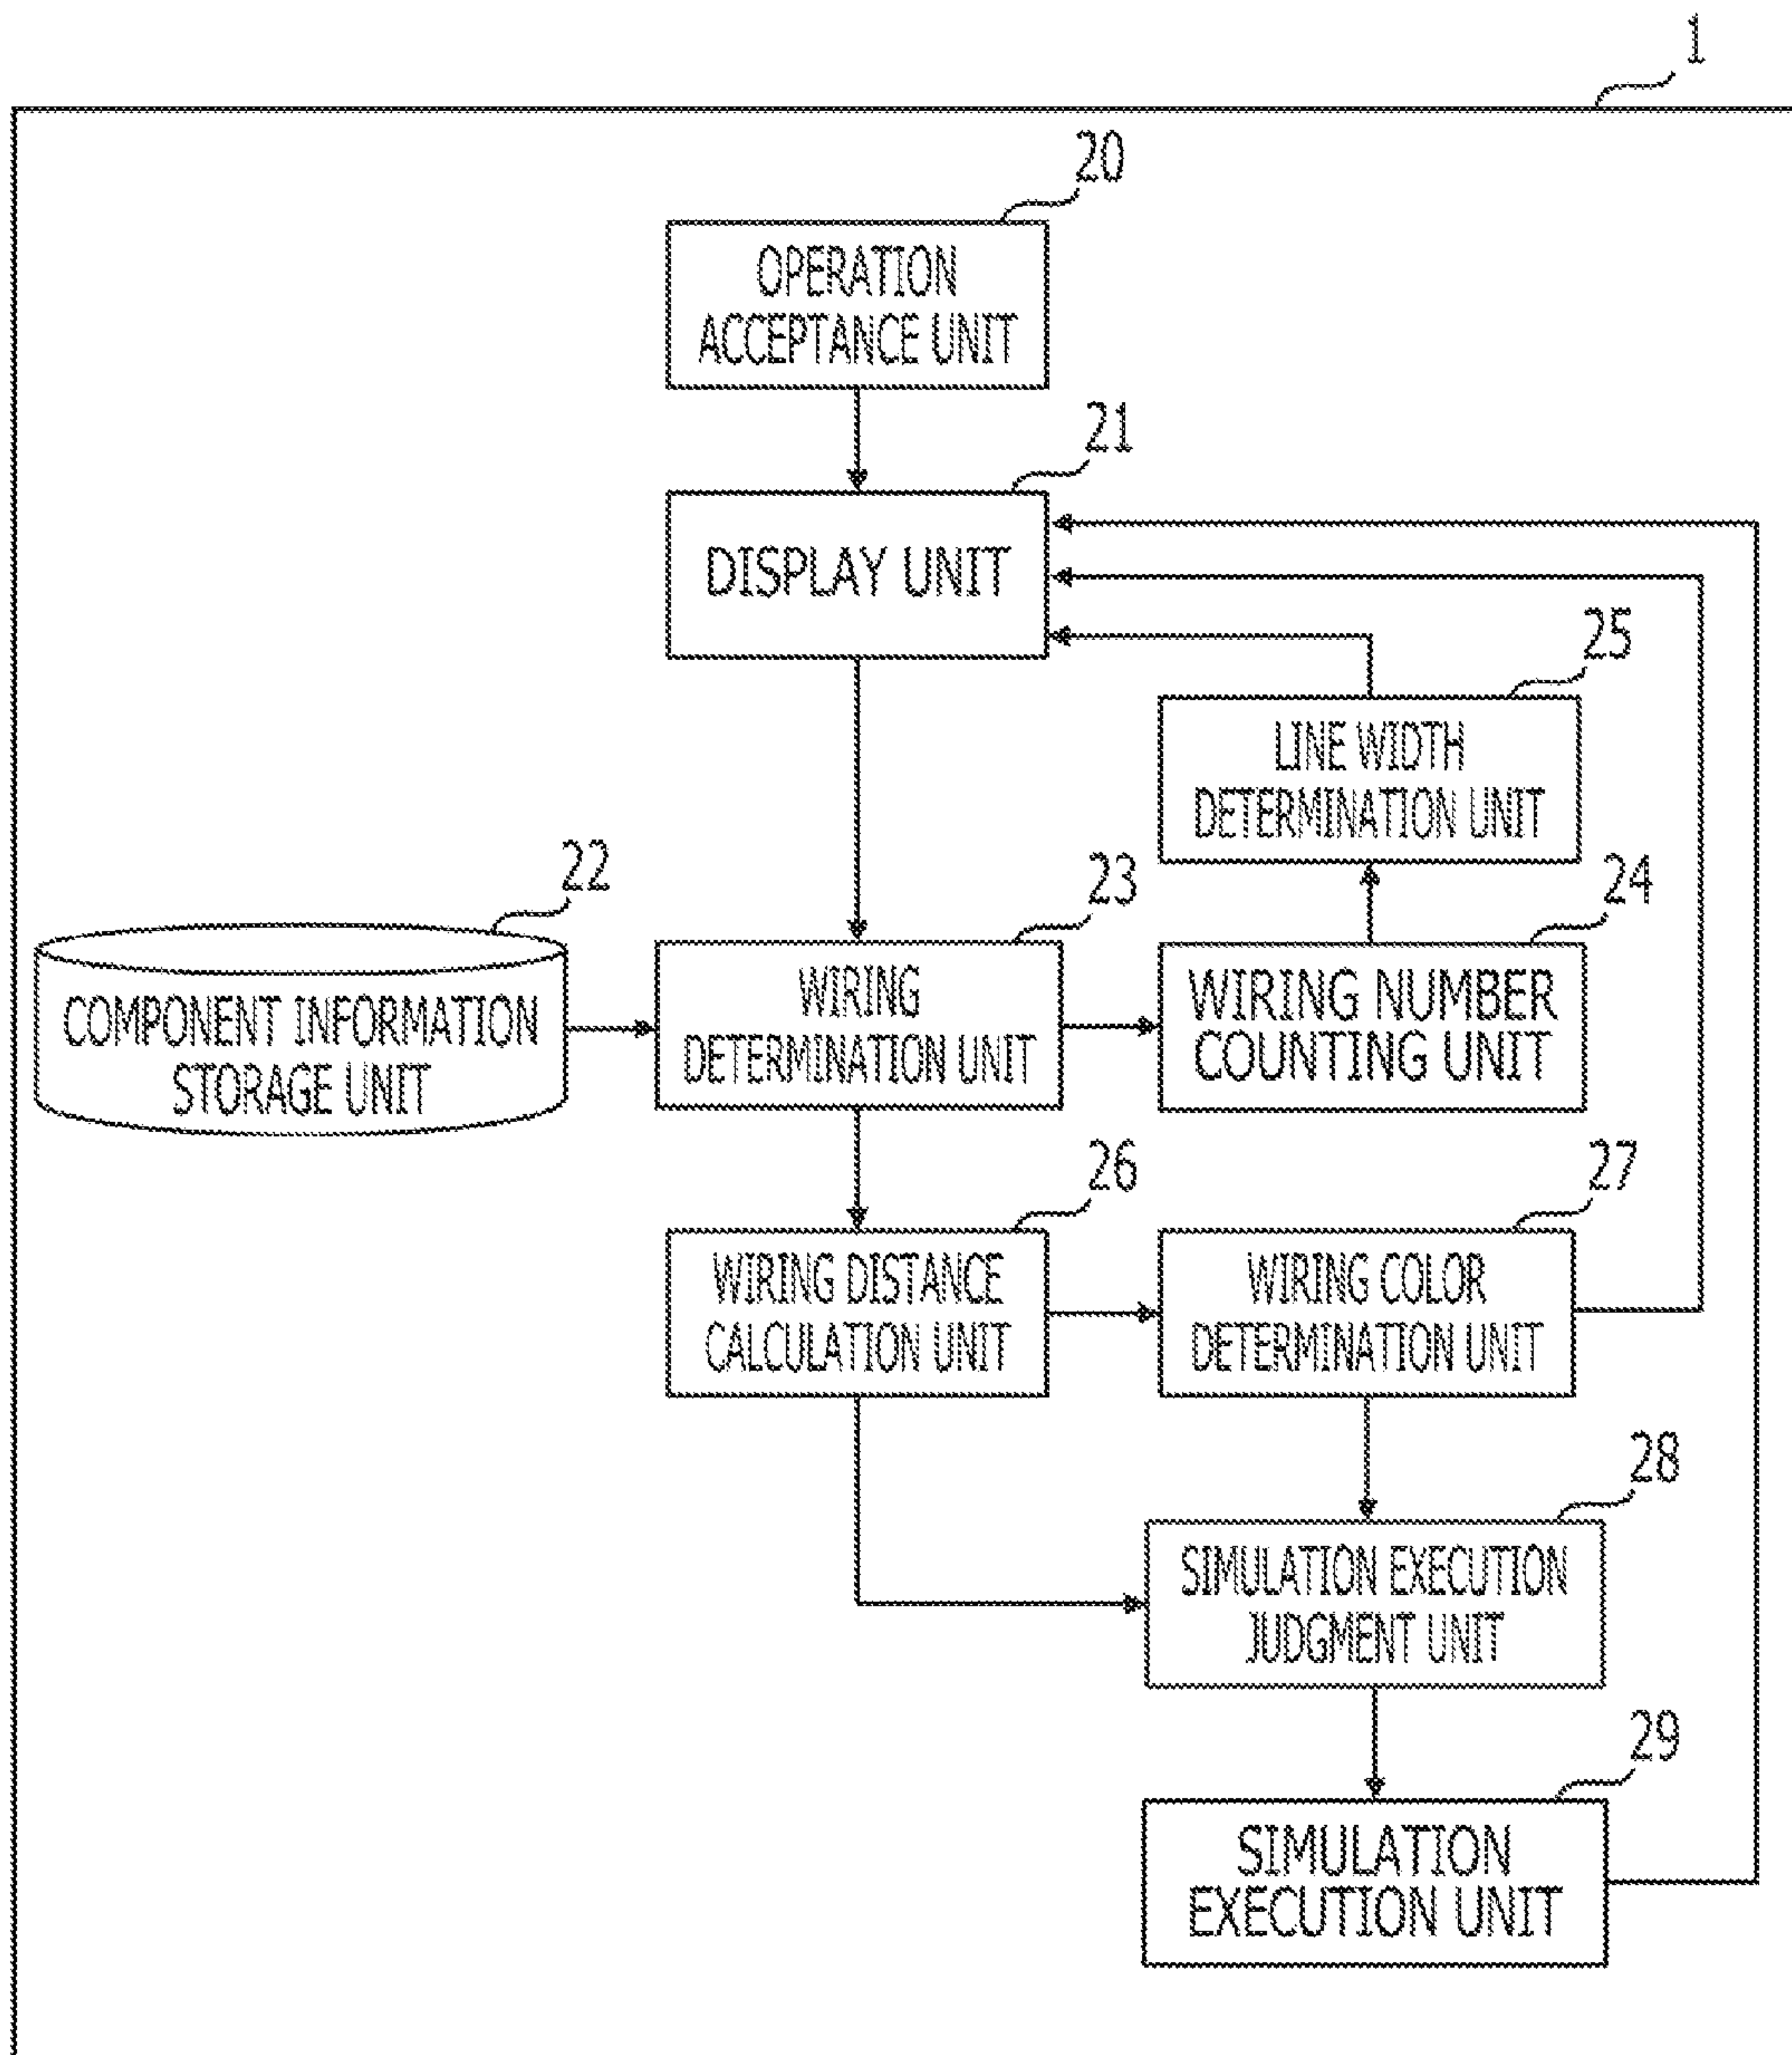 1
20
OPERATION
ACCEPTANCE UNIT
21
DISPLAY UNIT
25
LINE WIDTH
DETERMINATION UNIT
22
COMPONENT INFORMATION
STORAGE UNIT
23
WIRING
DETERMINATION UNIT
24
WIRING NUMBER
COUNTING UNIT
26
WIRING DISTANCE
CALCULATION UNIT
27
WIRING COLOR
DETERMINATION UNIT
28
SIMULATION EXECUTION
JUDGMENT UNIT
29
SIMULATION
EXECUTION UNIT